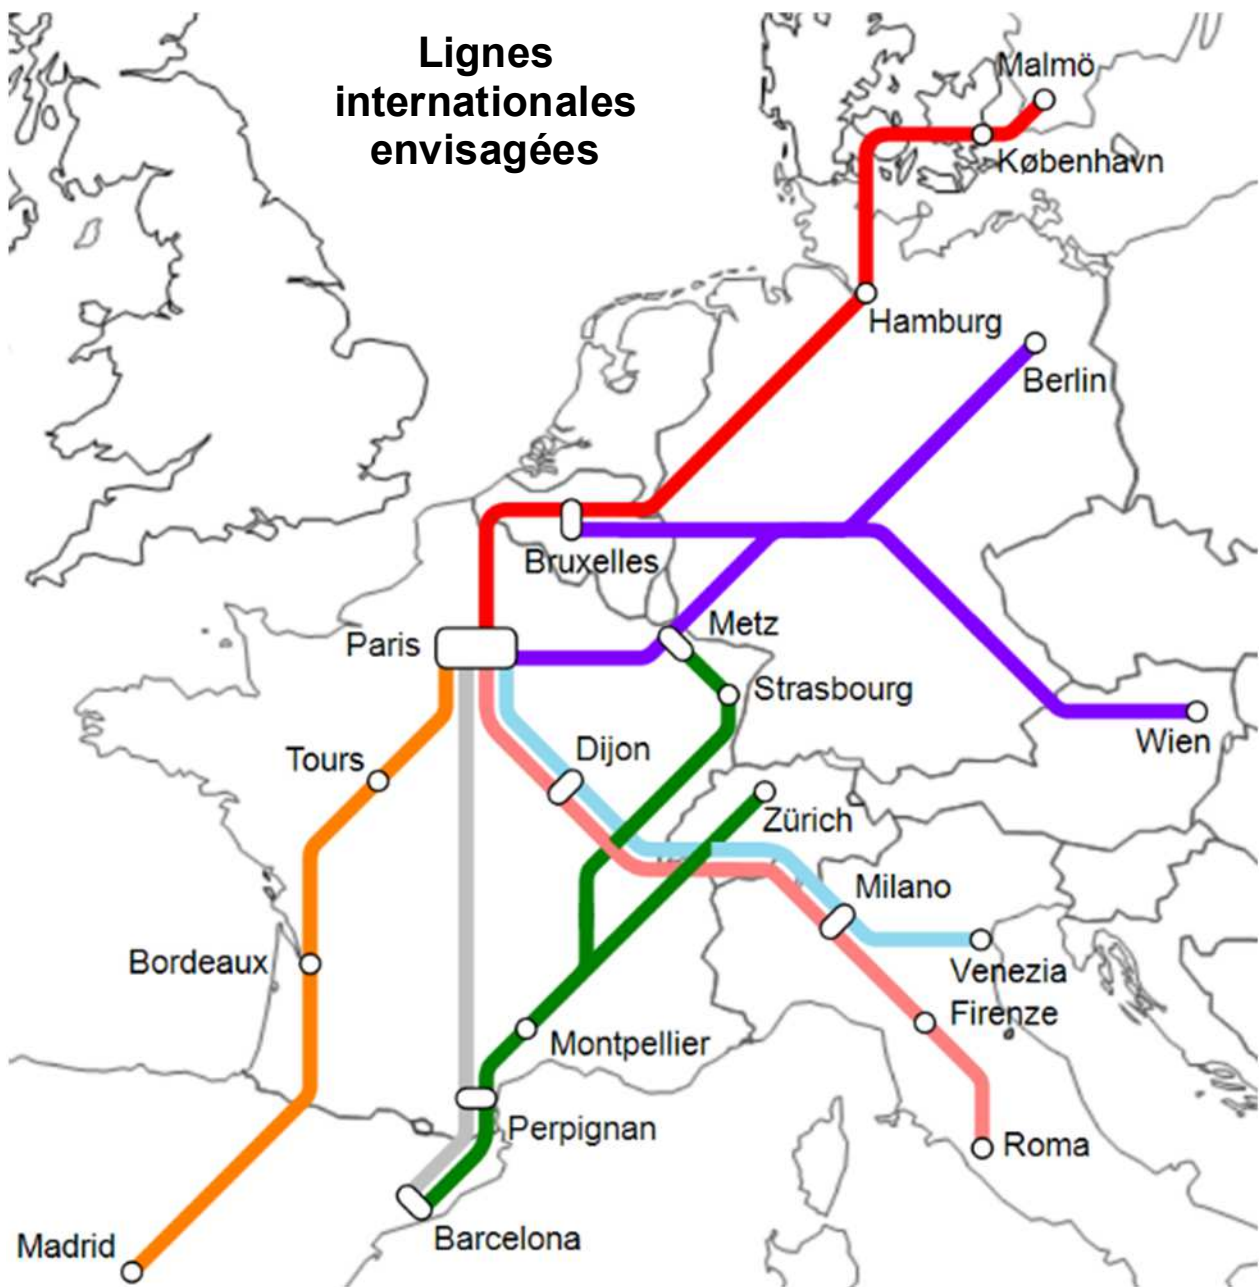 Lignes
internationales
envisagées
Malmö
København
Hamburg
Berlin
Bruxelles
Paris
Metz
Strasbourg
Wien
Tours
Dijon
Zürich
Milano
Bordeaux
Venezia
Firenze
Montpellier
Perpignan
Roma
Barcelona
Madrid